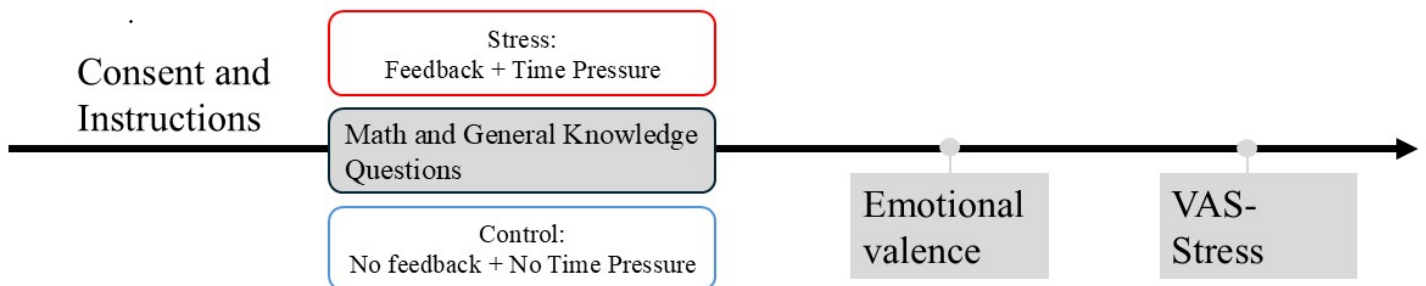 Consent and
Instructions
Stress:
Feedback + Time Pressure
Math and General Knowledge
Questions
Control:
No feedback + No Time Pressure
Emotional
valence
VAS-
Stress